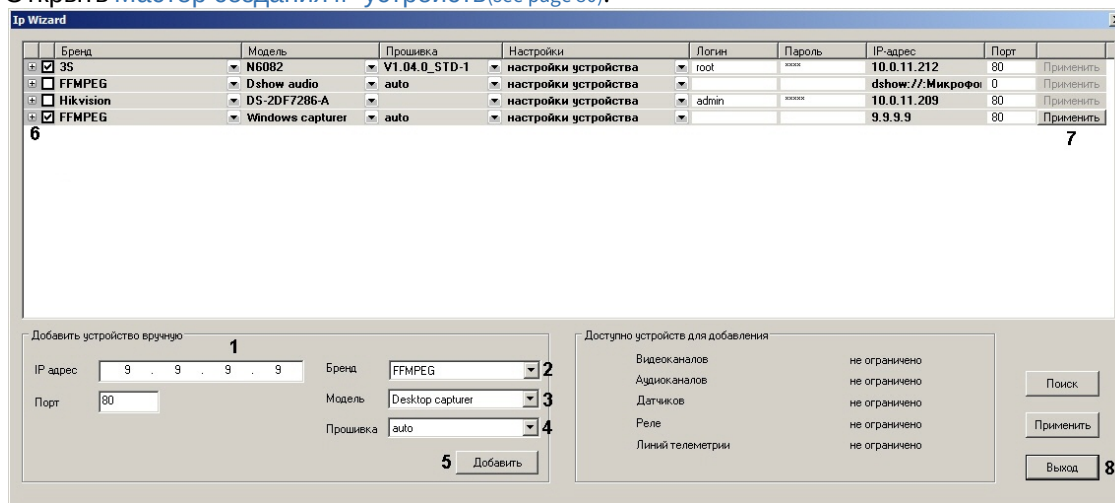 Открыть Мастер создания IP-устройств(see page 80).
Ip Wizard
Бренд Модель Прошивка Настройки Логин Пароль IP-адрес Порт
3S N6082 V1.04.0_STD-1 настройки устройства root **** 10.0.11.212 80 Применить
FFMPEG Dshow audio auto настройки устройства dshow://:Микрофо 0 Применить
Hikvision DS-2DF7286-A настройки устройства admin ***** 10.0.11.209 80 Применить
FFMPEG Windows capturer auto настройки устройства 9.9.9.9 80 Применить
6 7
Добавить устройство вручную
1
IP адрес 9 . 9 . 9 . 9
Порт 80
Бренд FFMPEG 2
Модель Desktop capturer 3
Прошивка auto 4
5 Добавить
Доступно устройств для добавления
Видеоканалов не ограничено
Аудиоканалов не ограничено
Датчиков не ограничено
Реле не ограничено
Линий телеметрии не ограничено
Поиск
Применить
Выход 8